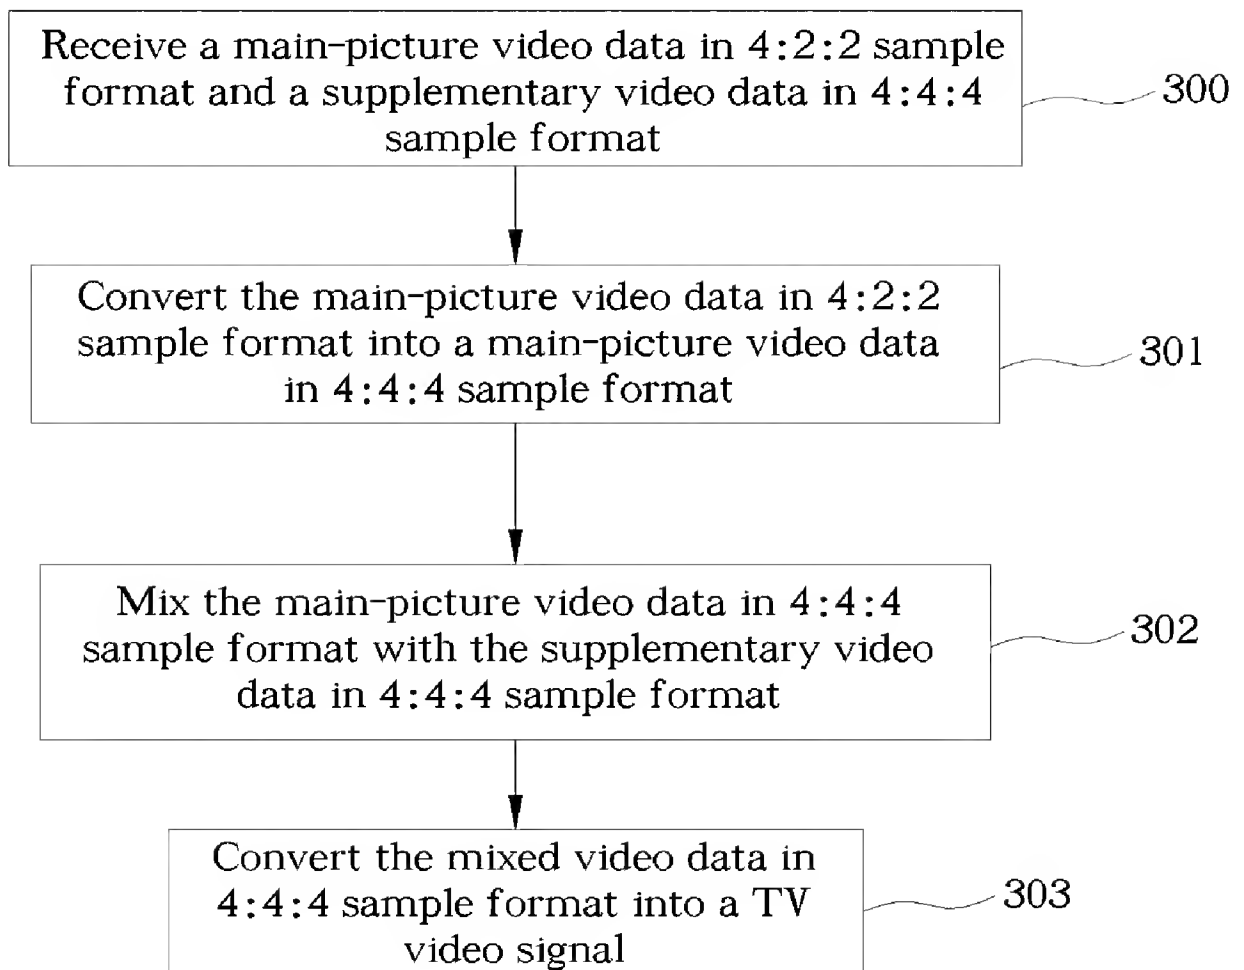 Receive a main-picture video data in 4:2:2 sample
format and a supplementary video data in 4:4:4
sample format
300
Convert the main-picture video data in 4:2:2
sample format into a main-picture video data
in 4:4:4 sample format
301
Mix the main-picture video data in 4:4:4
sample format with the supplementary video
data in 4:4:4 sample format
302
Convert the mixed video data in
4:4:4 sample format into a TV
video signal
303